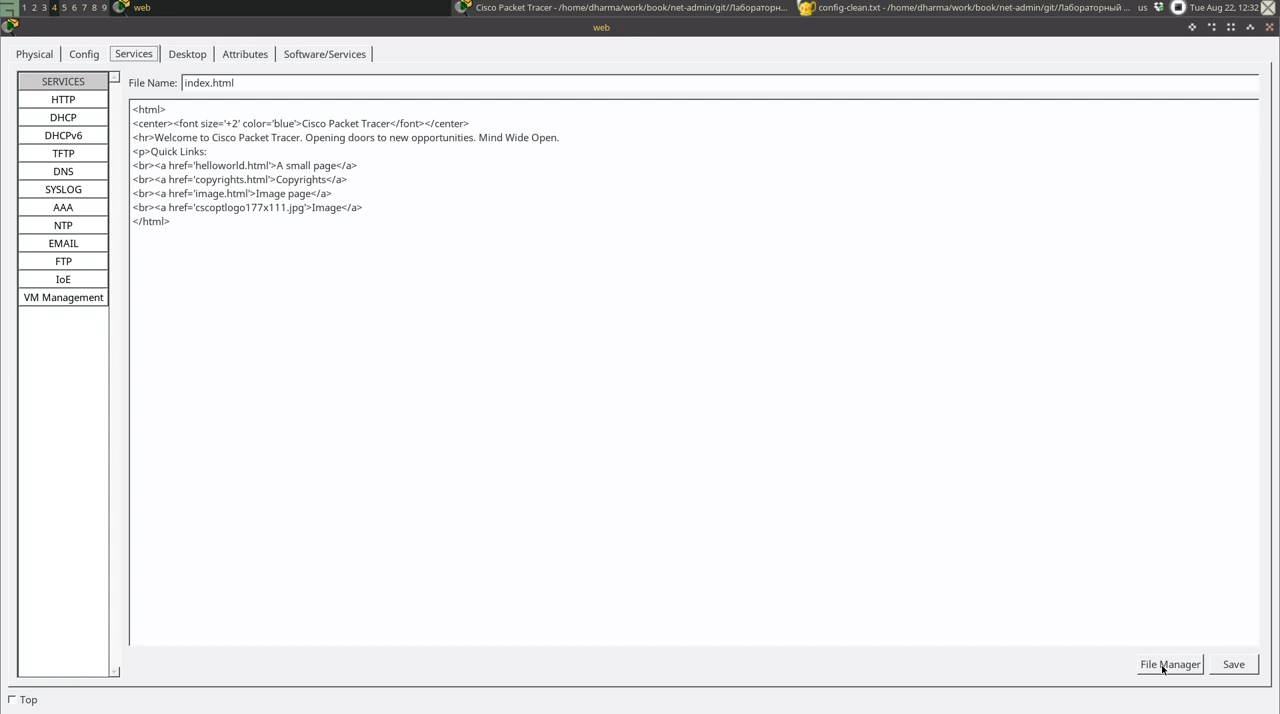 1 2 3 4 5 6 7 8 9 web Cisco Packet Tracer - /home/dharma/work/book/net-admin/git/Лабораторн... config-clean.txt - /home/dharma/work/book/net-admin/git/Лабораторный ... us Tue Aug 22, 12:32
web
Physical Config Services Desktop Attributes Software/Services
SERVICES
HTTP
DHCP
DHCPv6
TFTP
DNS
SYSLOG
AAA
NTP
EMAIL
FTP
IoE
VM Management
File Name: index.html
<html>
<center><font size='+2' color='blue'>Cisco Packet Tracer</font></center>
<hr>Welcome to Cisco Packet Tracer. Opening doors to new opportunities. Mind Wide Open.
<p>Quick Links:
<br><a href='helloworld.html'>A small page</a>
<br><a href='copyrights.html'>Copyrights</a>
<br><a href='image.html'>Image page</a>
<br><a href='cscoptlogo177x111.jpg'>Image</a>
</html>
File Manager Save
Top